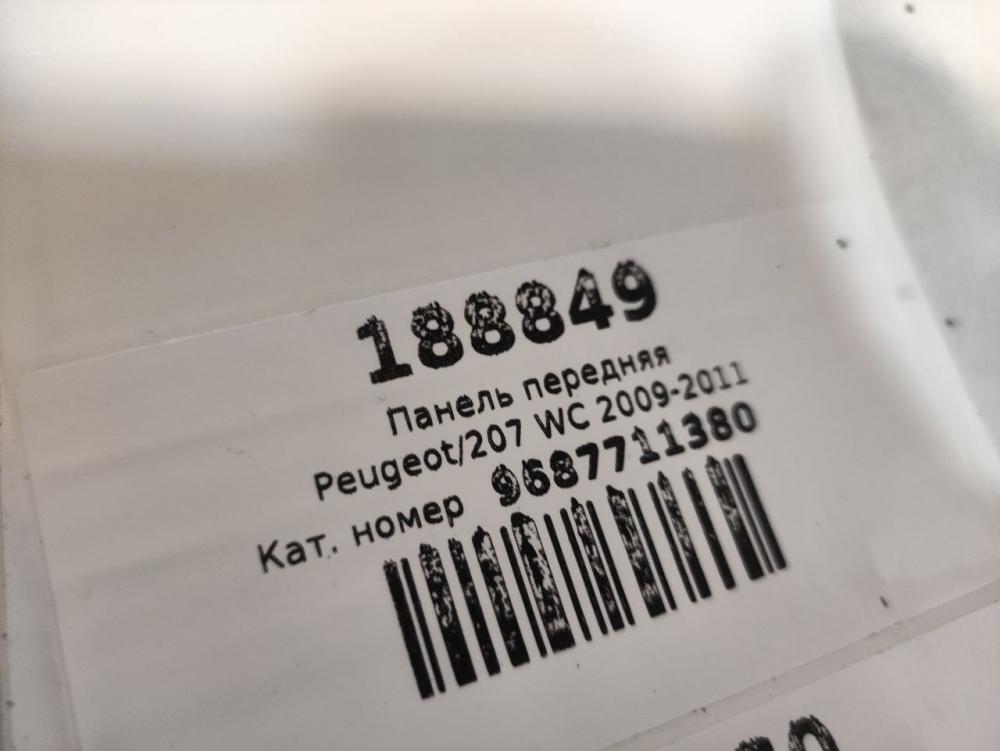 188849
Панель передняя
Peugeot/207 WC 2009-2011
Кат. номер 9687711380